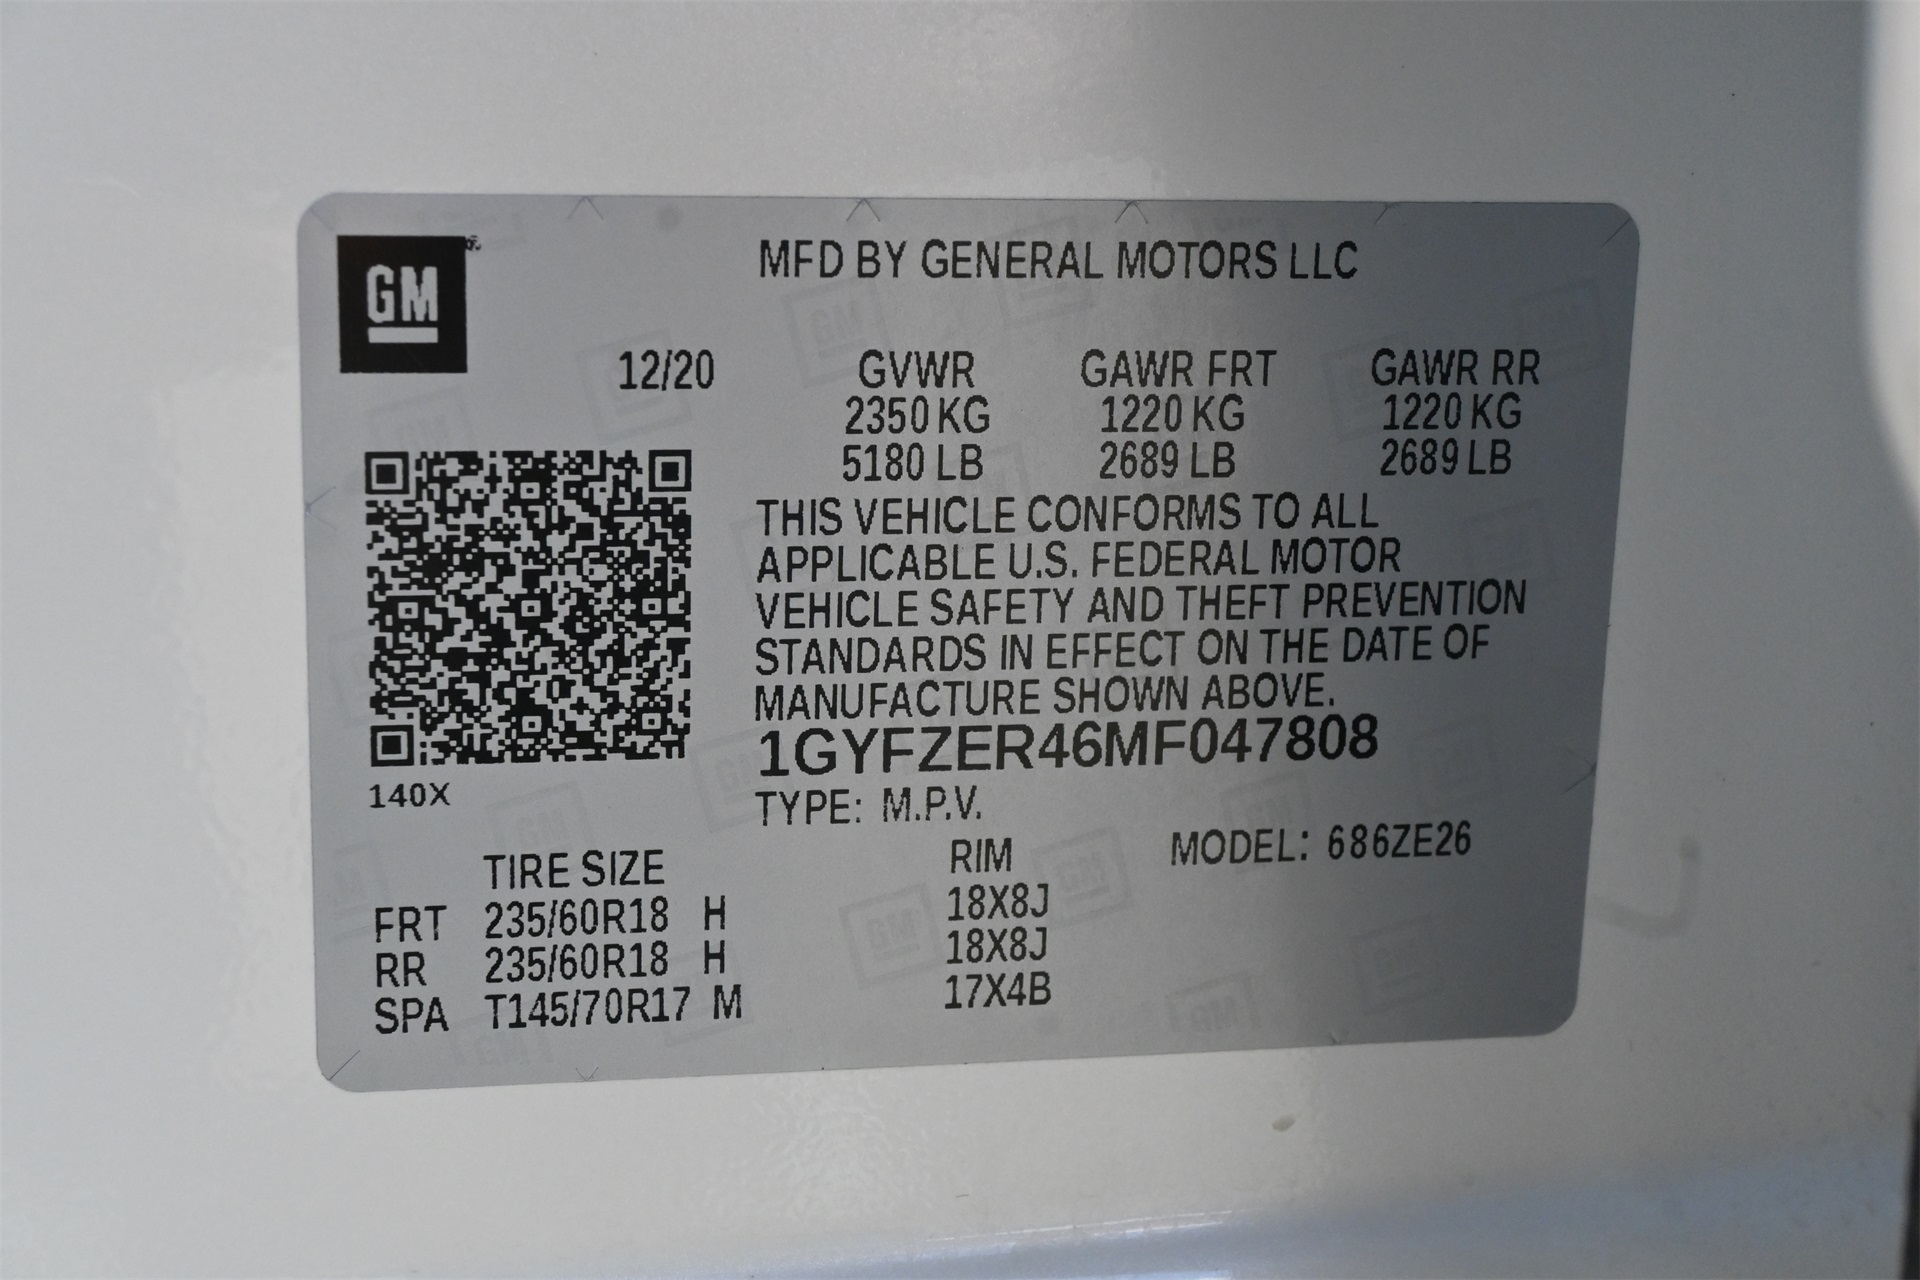 GM
MFD BY GENERAL MOTORS LLC
12/20 GVWR GAWR FRT GAWR RR
2350 KG 1220 KG 1220 KG
5180 LB 2689 LB 2689 LB
THIS VEHICLE CONFORMS TO ALL
APPLICABLE U.S. FEDERAL MOTOR
VEHICLE SAFETY AND THEFT PREVENTION
STANDARDS IN EFFECT ON THE DATE OF
MANUFACTURE SHOWN ABOVE.
1GYFZER46MF047808
140X
TYPE: M.P.V.
MODEL: 686ZE26
TIRE SIZE RIM
FRT 235/60R18 H 18X8J
RR 235/60R18 H 18X8J
SPA T145/70R17 M 17X4B